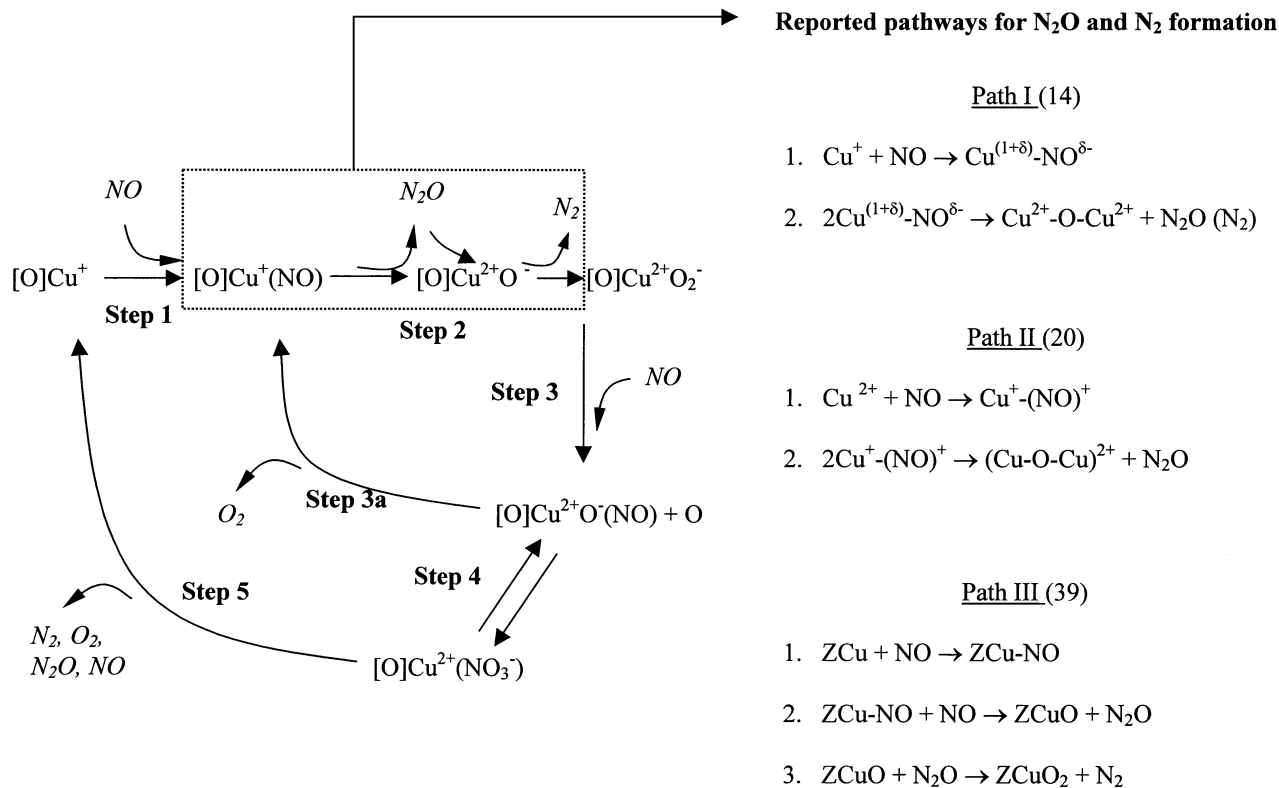 Reported pathways for N₂O and N₂ formation
NO
N₂O
N₂
[O]Cu⁺
[O]Cu⁺(NO)
[O]Cu²⁺O ⁻
[O]Cu²⁺O₂⁻
Step 1
Step 2
Step 3
NO
O₂
Step 3a
[O]Cu²⁺O⁻(NO) + O
Step 4
Step 5
N₂, O₂,
N₂O, NO
[O]Cu²⁺(NO₃⁻)
Path I (14)
1. Cu⁺ + NO → Cu⁽¹⁺ᵟ⁾-NOᵟ⁻
2. 2Cu⁽¹⁺ᵟ⁾-NOᵟ⁻ → Cu²⁺-O-Cu²⁺ + N₂O (N₂)
Path II (20)
1. Cu ²⁺ + NO → Cu⁺-(NO)⁺
2. 2Cu⁺-(NO)⁺ → (Cu-O-Cu)²⁺ + N₂O
Path III (39)
1. ZCu + NO → ZCu-NO
2. ZCu-NO + NO → ZCuO + N₂O
3. ZCuO + N₂O → ZCuO₂ + N₂